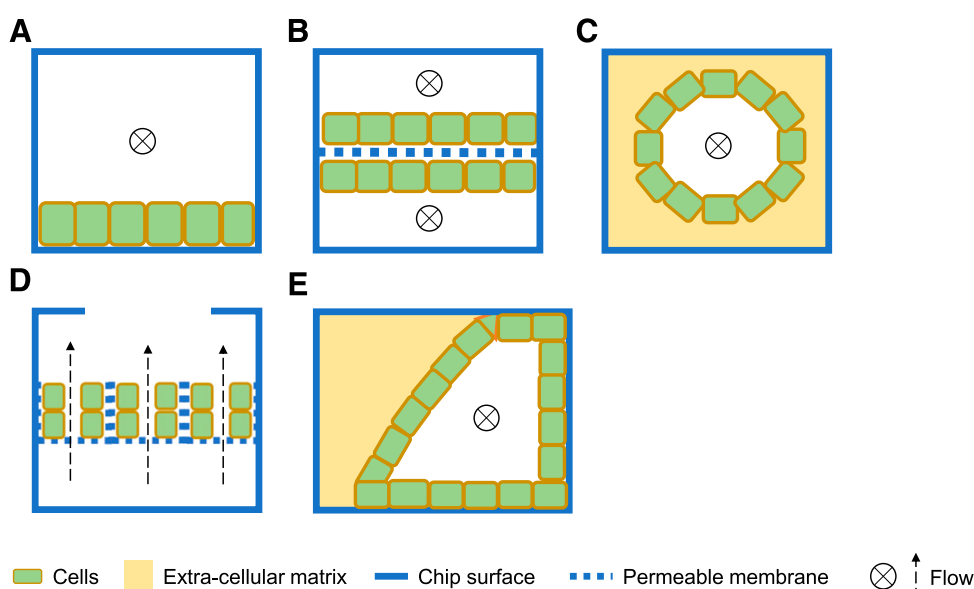 A
B
C
D
E
Cells
Extra-cellular matrix
Chip surface
Permeable membrane
Flow